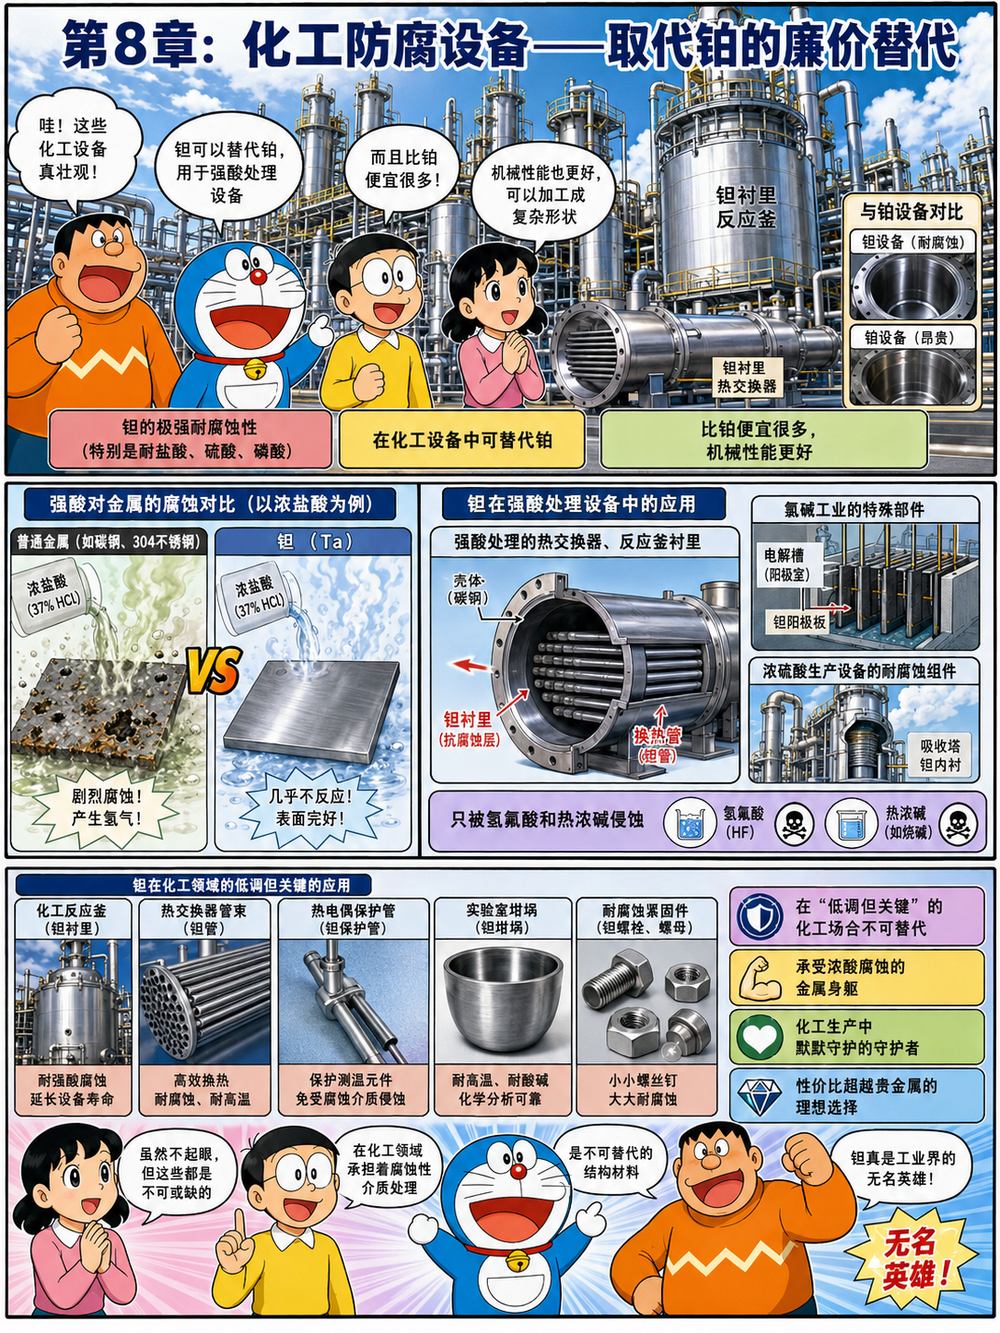 第8章：化工防腐设备——取代铂的廉价替代
哇！这些
化工设备
真壮观！
钽可以替代铂，
用于强酸处理
设备
而且比铂
便宜很多！
机械性能也更好，
可以加工成
复杂形状
钽衬里
反应釜
钽衬里
热交换器
与铂设备对比
钽设备（耐腐蚀）
铂设备（昂贵）
钽的极强耐腐蚀性
（特别是耐盐酸、硫酸、磷酸）
在化工设备中可替代铂
比铂便宜很多，
机械性能更好
强酸对金属的腐蚀对比（以浓盐酸为例）
普通金属（如碳钢、304不锈钢）
浓盐酸
(37% HCl)
剧烈腐蚀！
产生氢气！
VS
钽（Ta）
浓盐酸
(37% HCl)
几乎不反应！
表面完好！
钽在强酸处理设备中的应用
强酸处理的热交换器、反应釜衬里
壳体
（碳钢）
钽衬里
（抗腐蚀层）
换热管
（钽管）
氯碱工业的特殊部件
电解槽
（阳极室）
钽阳极板
浓硫酸生产设备的耐腐蚀组件
吸收塔
钽内衬
只被氢氟酸和热浓碱侵蚀
氢氟酸
（HF）
热浓碱
（如烧碱）
钽在化工领域的低调但关键的应用
化工反应釜
（钽衬里）
耐强酸腐蚀
延长设备寿命
热交换器管束
（钽管）
高效换热
耐腐蚀、耐高温
热电偶保护管
（钽保护管）
保护测温元件
免受腐蚀介质侵蚀
实验室坩埚
（钽坩埚）
耐高温、耐酸碱
化学分析可靠
耐腐蚀紧固件
（钽螺栓、螺母）
小小螺丝钉
大大耐腐蚀
在“低调但关键”的
化工场合不可替代
承受浓酸腐蚀的
金属身躯
化工生产中
默默守护的守护者
性价比超越贵金属的
理想选择
虽然不起眼，
但这些都是
不可或缺的
在化工领域
承担着腐蚀性
介质处理
是不可替代的
结构材料
钽真是工业界的
无名英雄！
无名
英雄！